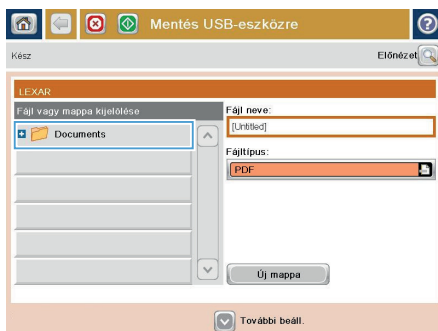 Mentés USB-eszközre
Kész
Előnézet
LEXAR
Fájl vagy mappa kijelölése
Documents
Fájl neve:
[Untitled]
Fájltípus:
PDF
Új mappa
További beáll.